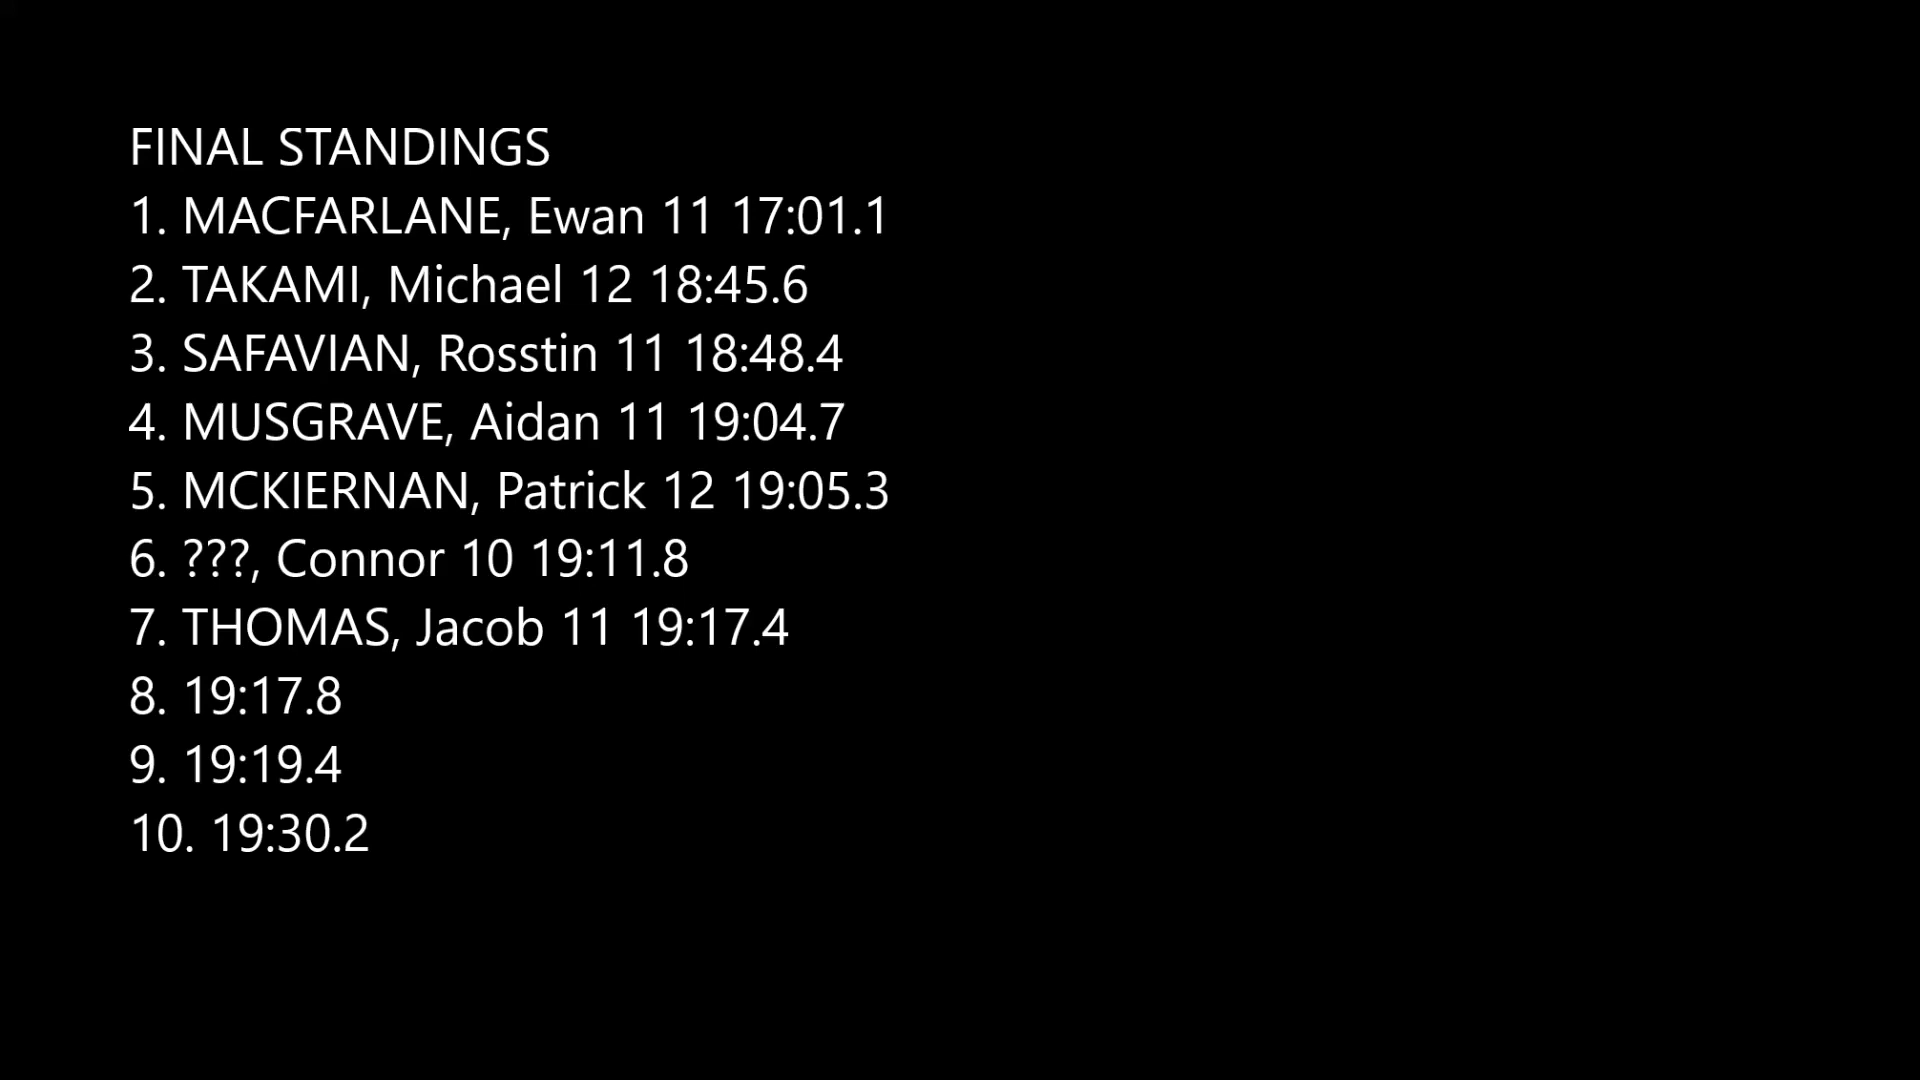 FINAL STANDINGS
1. MACFARLANE, Ewan 11 17:01.1
2. TAKAMI, Michael 12 18:45.6
3. SAFAVIAN, Rosstin 11 18:48.4
4. MUSGRAVE, Aidan 11 19:04.7
5. MCKIERNAN, Patrick 12 19:05.3
6. ???, Connor 10 19:11.8
7. THOMAS, Jacob 11 19:17.4
8. 19:17.8
9. 19:19.4
10. 19:30.2